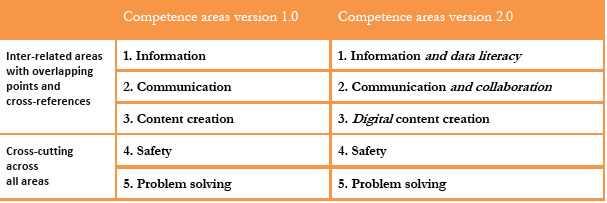 Competence areas version 1.0 Competence areas version 2.0
Inter-related areas
with overlapping
points and
cross-references
1. Information 1. Information and data literacy
2. Communication 2. Communication and collaboration
3. Content creation 3. Digital content creation
Cross-cutting
across
all areas
4. Safety 4. Safety
5. Problem solving 5. Problem solving